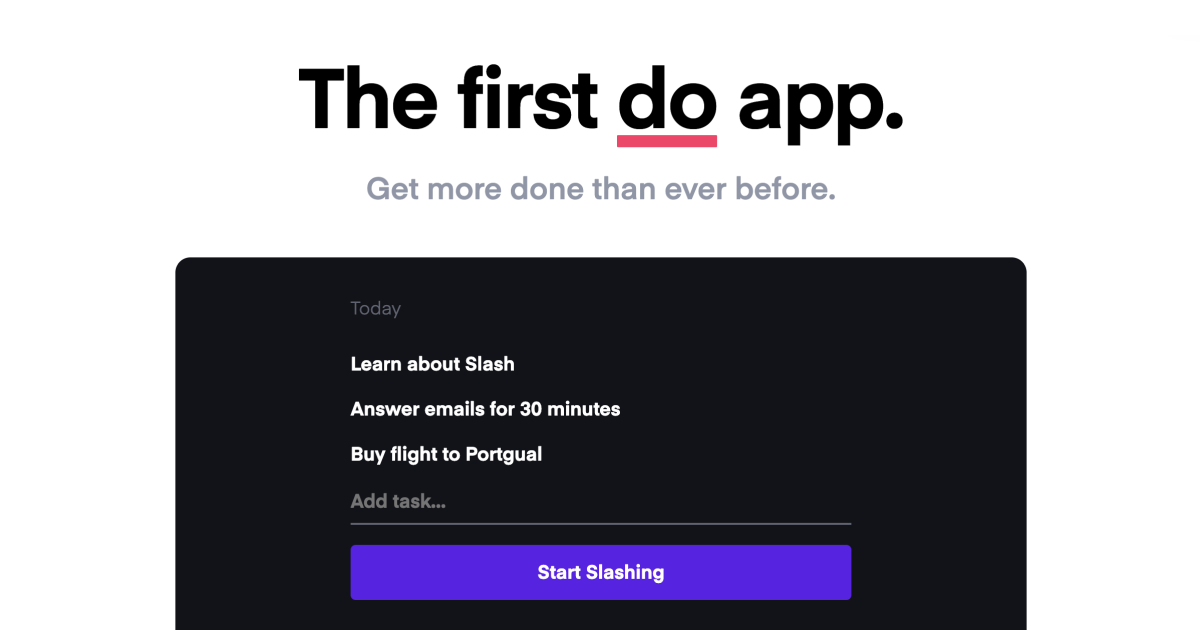 The first do app.
Get more done than ever before.
Today
Learn about Slash
Answer emails for 30 minutes
Buy flight to Portgual
Add task...
Start Slashing